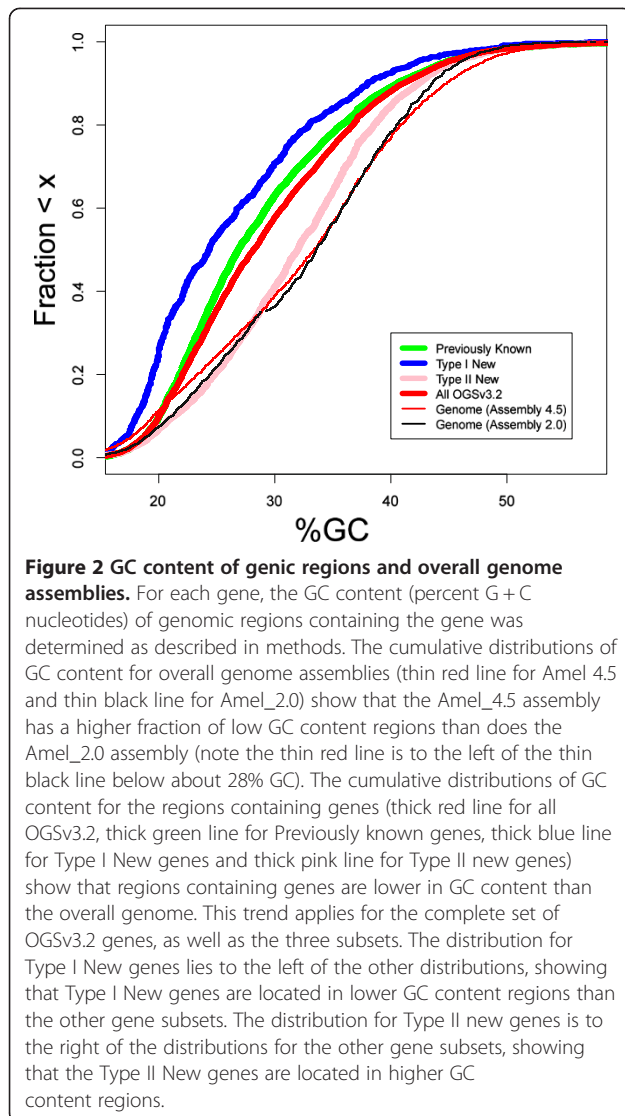 1.0
0.8
0.6
0.4
0.2
0.0
Fraction < x
Previously Known
Type I New
Type II New
All OGSv3.2
Genome (Assembly 4.5)
Genome (Assembly 2.0)
20 30 40 50
%GC
Figure 2 GC content of genic regions and overall genome
assemblies. For each gene, the GC content (percent G + C
nucleotides) of genomic regions containing the gene was
determined as described in methods. The cumulative distributions of
GC content for overall genome assemblies (thin red line for Amel 4.5
and thin black line for Amel_2.0) show that the Amel_4.5 assembly
has a higher fraction of low GC content regions than does the
Amel_2.0 assembly (note the thin red line is to the left of the thin
black line below about 28% GC). The cumulative distributions of GC
content for the regions containing genes (thick red line for all
OGSv3.2, thick green line for Previously known genes, thick blue line
for Type I New genes and thick pink line for Type II new genes)
show that regions containing genes are lower in GC content than
the overall genome. This trend applies for the complete set of
OGSv3.2 genes, as well as the three subsets. The distribution for
Type I New genes lies to the left of the other distributions, showing
that Type I New genes are located in lower GC content regions than
the other gene subsets. The distribution for Type II new genes is to
the right of the distributions for the other gene subsets, showing
that the Type II New genes are located in higher GC
content regions.